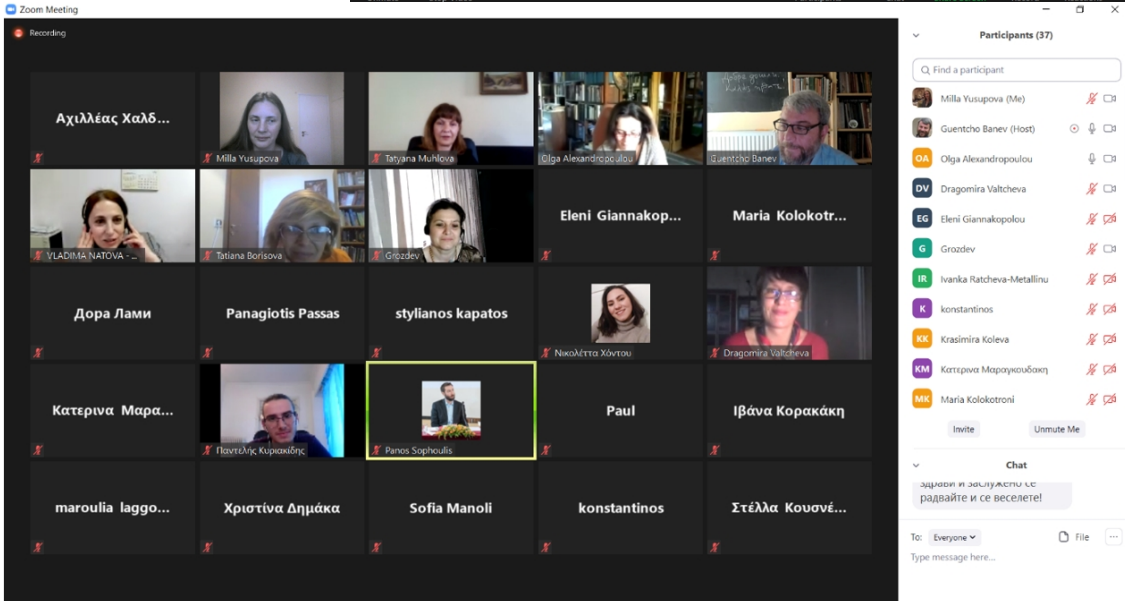 Zoom Meeting
Recording
Αχιλλέας Χαλδ...
Milla Yusupova
Tatyana Muhlova
Olga Alexandropoulou
Guentcho Banev
VLADIMA NATOVA - ...
Tatiana Borisova
Grozdev
Eleni Giannakop...
Maria Kolokotr...
Дора Лами
Panagiotis Passas
stylianos kapatos
Νικολέττα Χόντου
Dragomira Valtcheva
Κατερινα Μαρα...
Παντελής Κυριακίδης
Panos Sophoulis
Paul
Ιβάνα Κορακάκη
maroulia laggo...
Χριστίνα Δημάκα
Sofia Manoli
konstantinos
Στέλλα Κουσνέ...
Participants (37)
Find a participant
Milla Yusupova (Me)
Guentcho Banev (Host)
OA Olga Alexandropoulou
DV Dragomira Valtcheva
EG Eleni Giannakopolou
G Grozdev
IR Ivanka Ratcheva-Metallinu
K konstantinos
KK Krasimira Koleva
ΚΜ Κατερινα Μαραγκουδακη
MK Maria Kolokotroni
Invite Unmute Me
Chat
здрави и заслужено се
радвайте и се веселете!
To: Everyone File ...
Type message here...